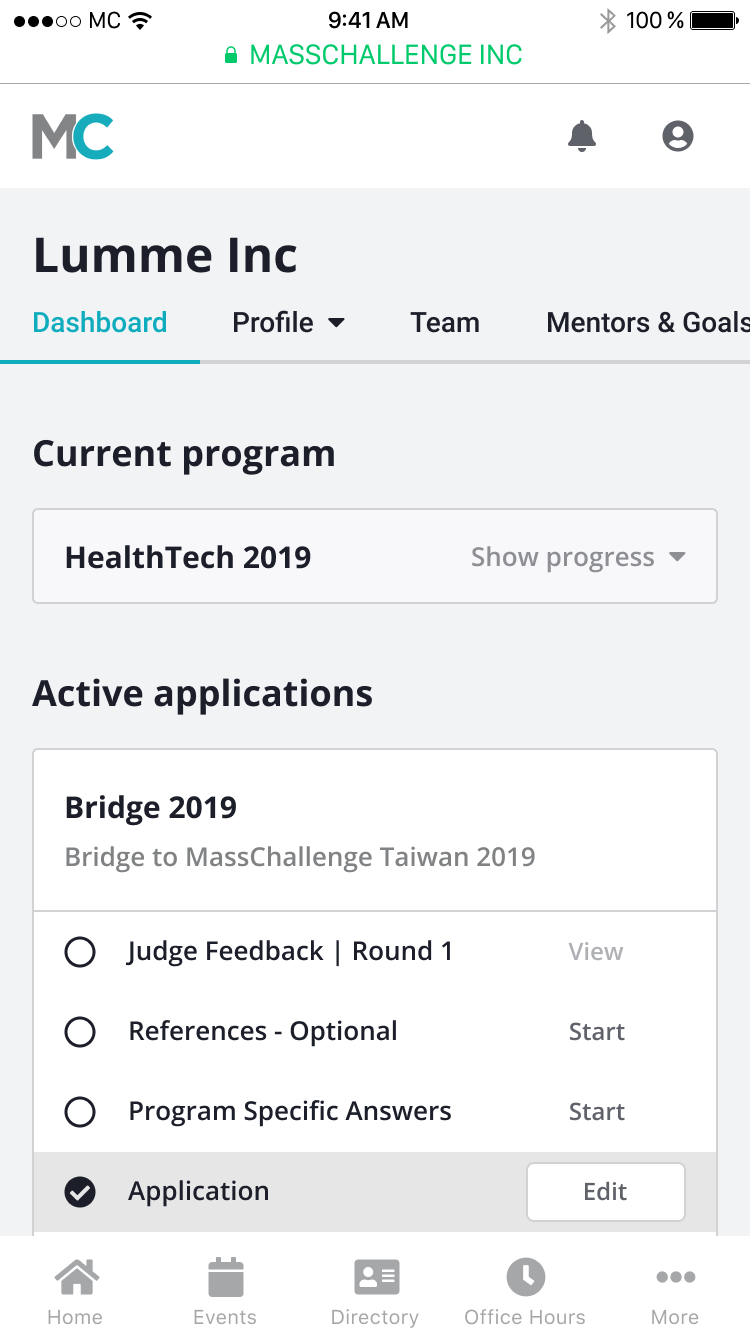 MC 9:41 AM 100 %
MASSCHALLENGE INC
MC
Lumme Inc
Dashboard Profile Team Mentors & Goals
Current program
HealthTech 2019 Show progress
Active applications
Bridge 2019
Bridge to MassChallenge Taiwan 2019
Judge Feedback | Round 1 View
References - Optional Start
Program Specific Answers Start
Application Edit
Home Events Directory Office Hours More